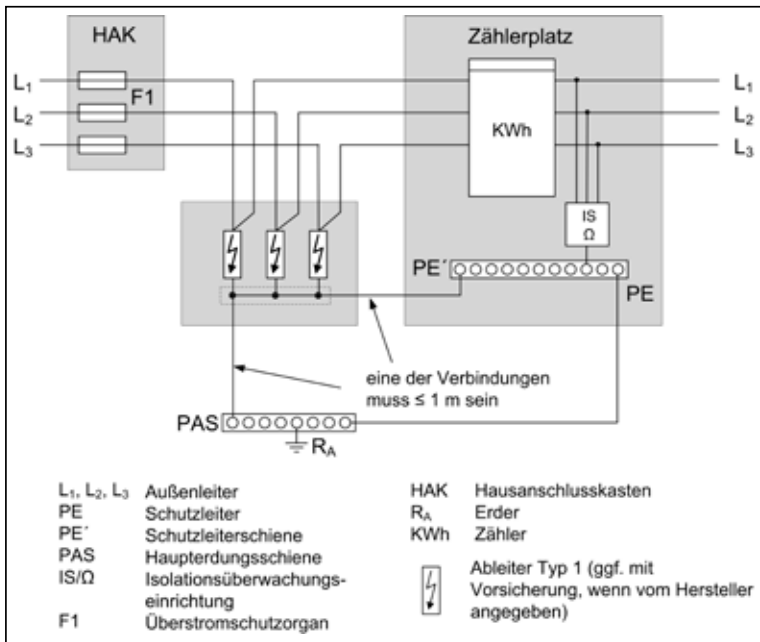 HAK
Zählerplatz
L₁
F1
L₂
L₃
KWh
L₁
L₂
L₃
IS
Ω
PE´
PE
eine der Verbindungen
muss ≤ 1 m sein
PAS
R_A
L₁, L₂, L₃ Außenleiter
PE Schutzleiter
PE´ Schutzleiterschiene
PAS Haupterdungsschiene
IS/Ω Isolationsüberwachungs-
einrichtung
F1 Überstromschutzorgan
HAK Hausanschlusskasten
R_A Erder
KWh Zähler
Ableiter Typ 1 (ggf. mit
Vorsicherung, wenn vom Hersteller
angegeben)